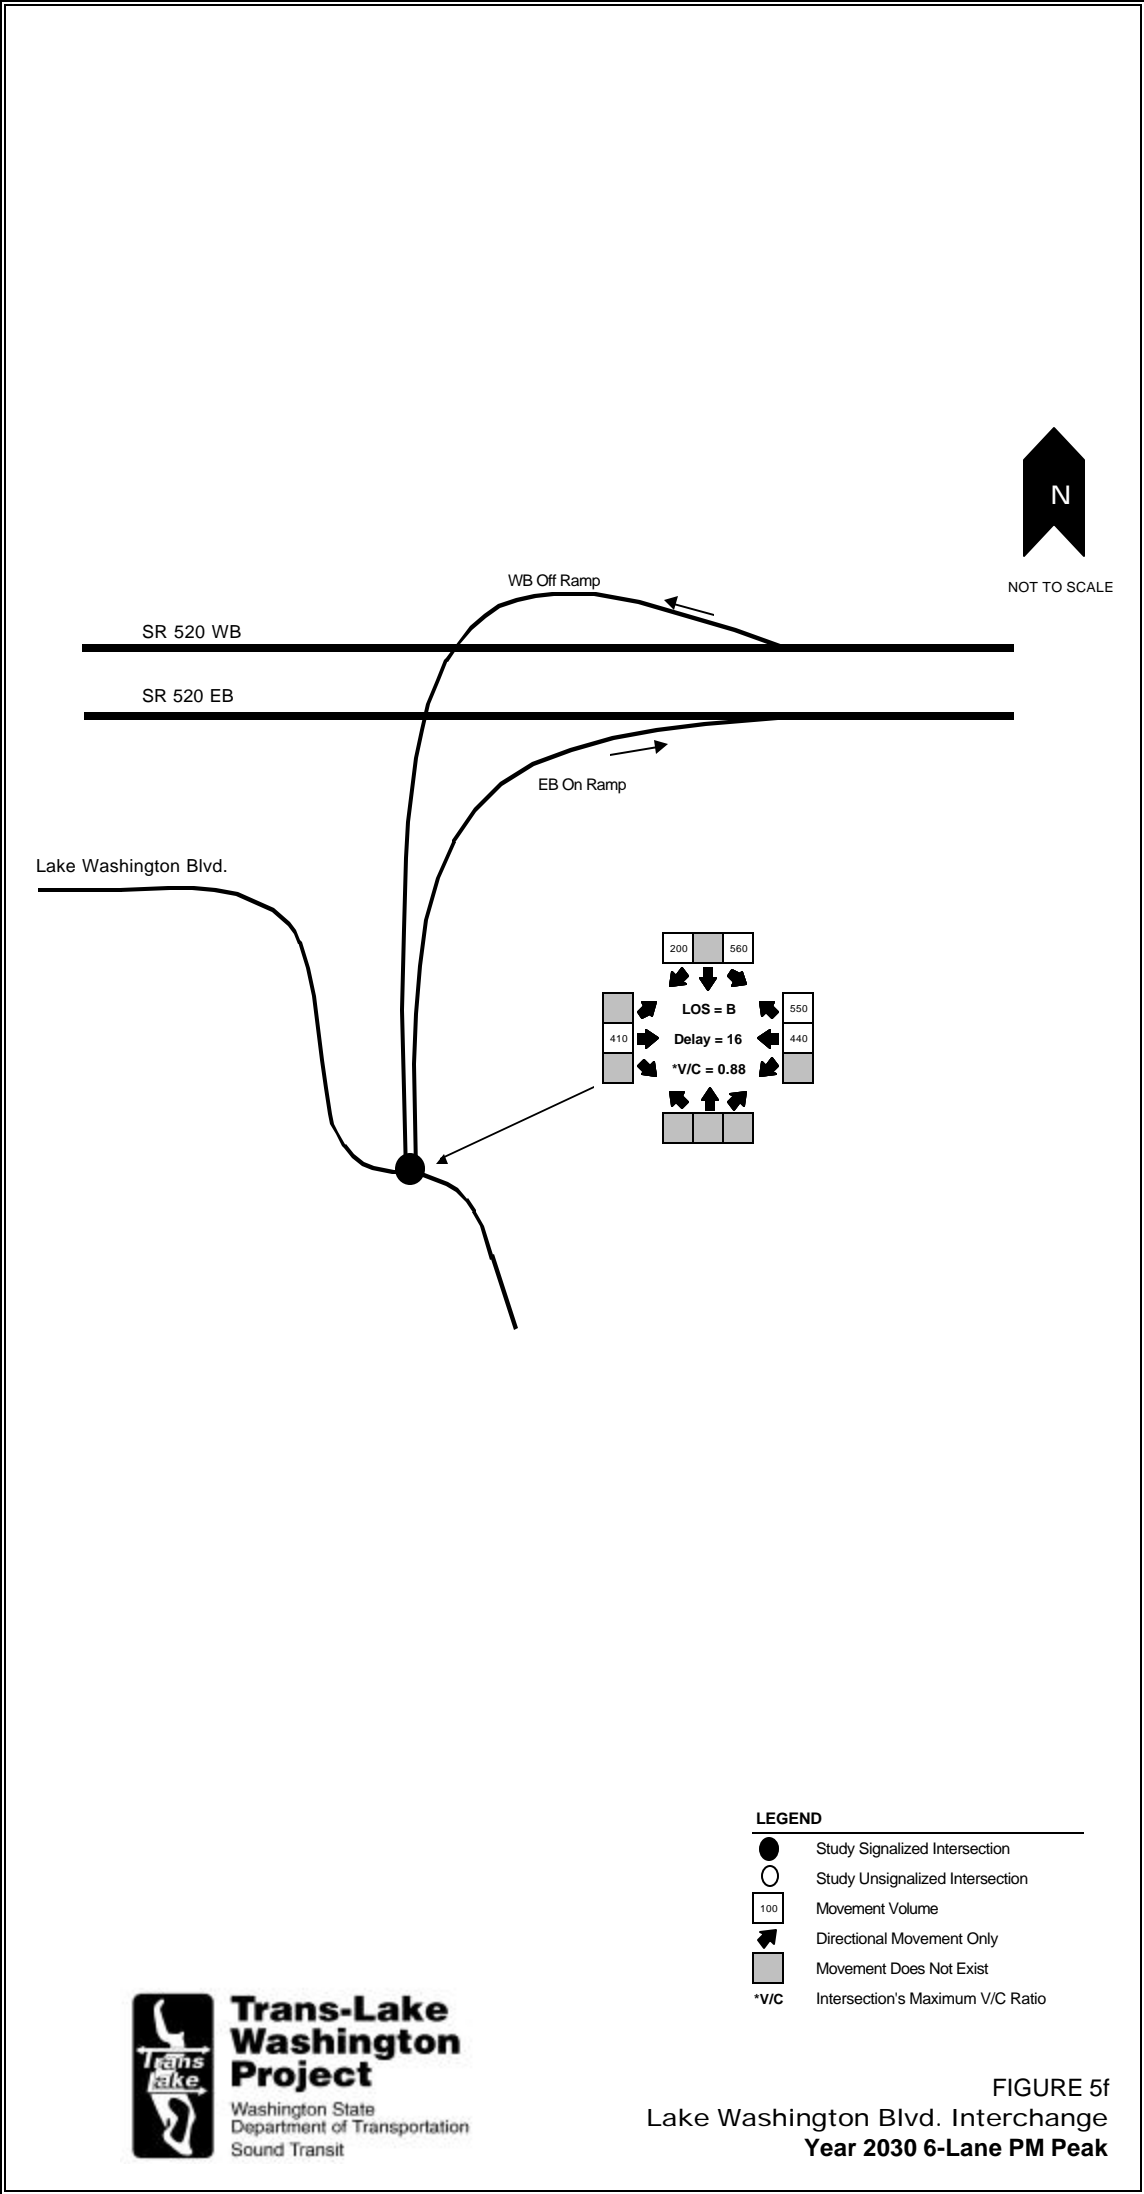 N
NOT TO SCALE
WB Off Ramp
SR 520 WB
SR 520 EB
EB On Ramp
Lake Washington Blvd.
200 560
LOS = B
550
410 Delay = 16 440
*V/C = 0.88
LEGEND
Study Signalized Intersection
Study Unsignalized Intersection
100 Movement Volume
Directional Movement Only
Movement Does Not Exist
*V/C Intersection's Maximum V/C Ratio
Trans
Lake
Trans-Lake
Washington
Project
Washington State
Department of Transportation
Sound Transit
FIGURE 5f
Lake Washington Blvd. Interchange
Year 2030 6-Lane PM Peak